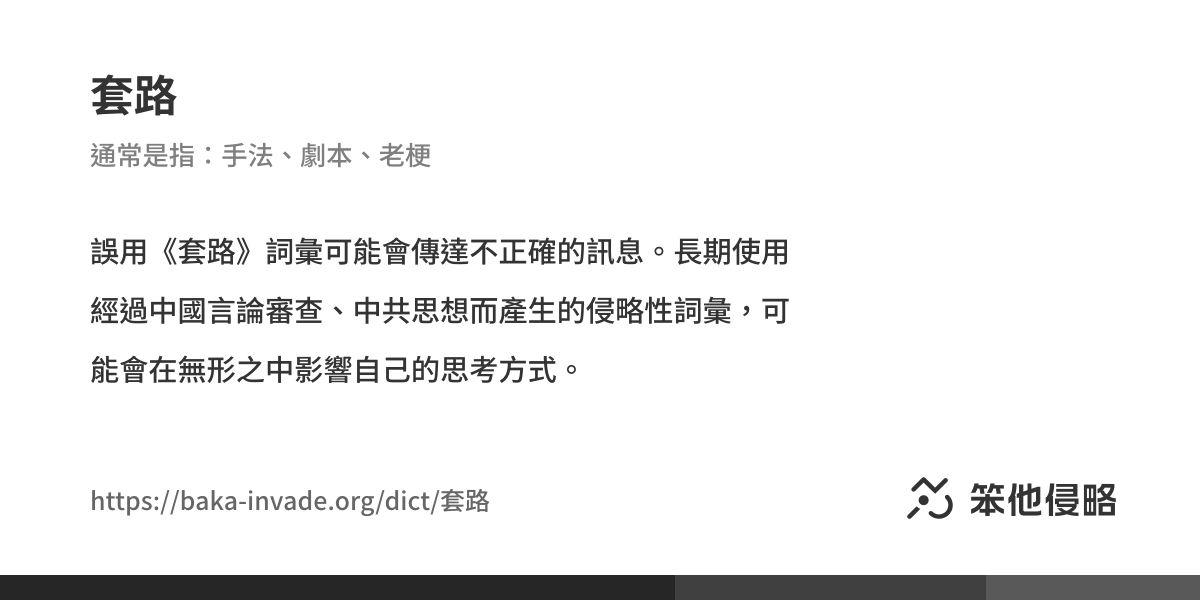 套路
通常是指：手法、劇本、老梗
誤用《套路》詞彙可能會傳達不正確的訊息。長期使用
經過中國言論審查、中共思想而產生的侵略性詞彙，可
能會在無形之中影響自己的思考方式。
https://baka-invade.org/dict/套路
笨他侵略